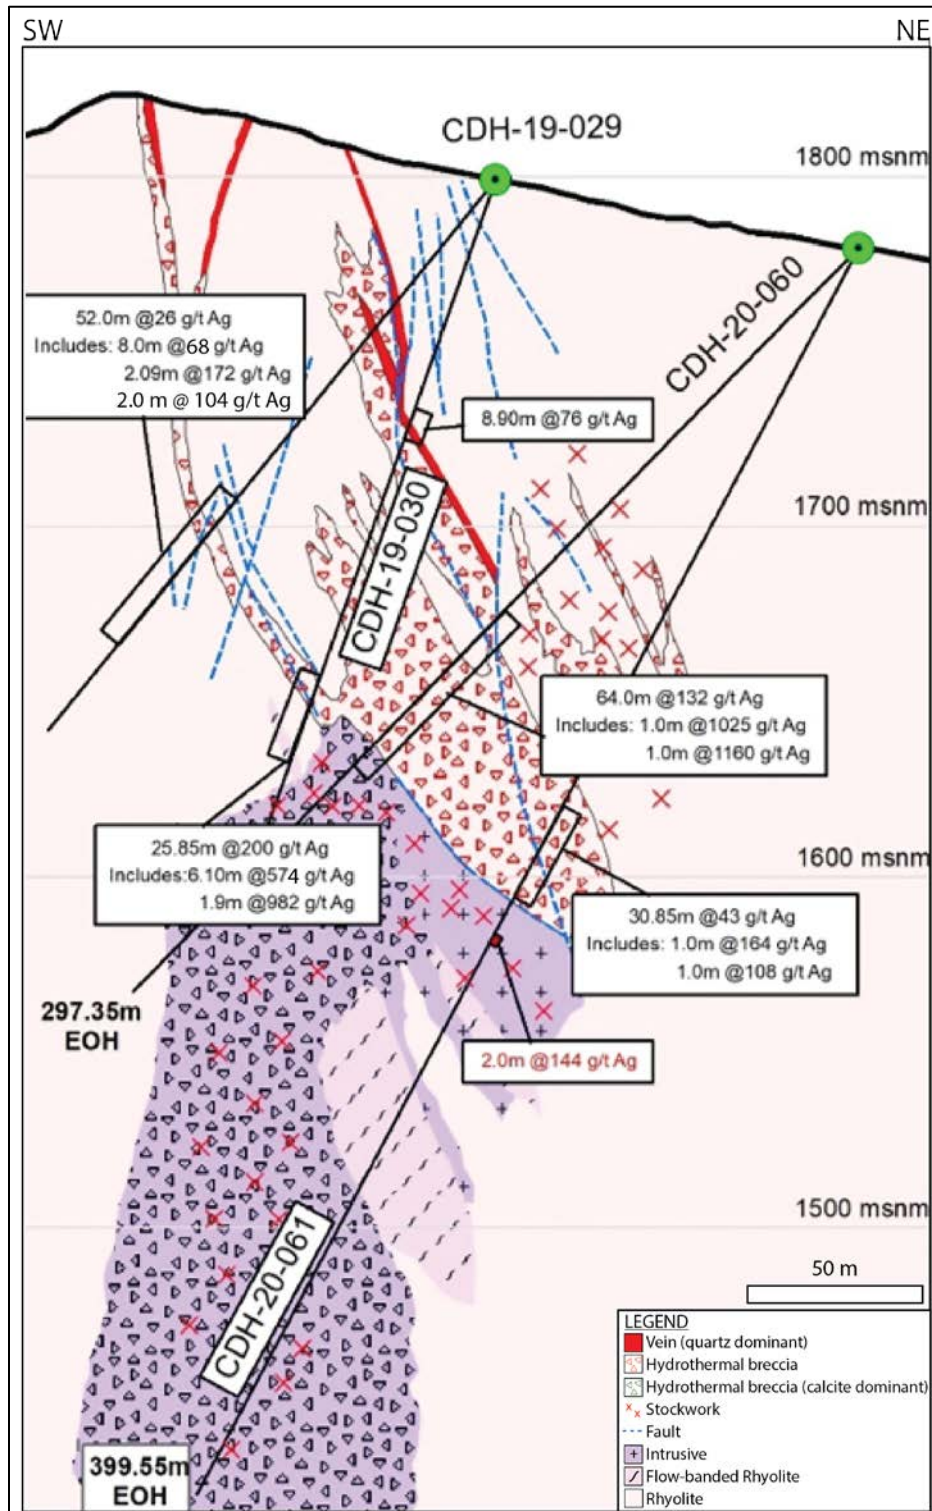 SW
NE
CDH-19-029
1800 msnm
CDH-20-060
52.0m @26 g/t Ag
Includes: 8.0m @68 g/t Ag
2.09m @172 g/t Ag
2.0 m @ 104 g/t Ag
8.90m @76 g/t Ag
1700 msnm
CDH-19-030
64.0m @132 g/t Ag
Includes: 1.0m @1025 g/t Ag
1.0m @1160 g/t Ag
25.85m @200 g/t Ag
Includes:6.10m @574 g/t Ag
1.9m @982 g/t Ag
1600 msnm
30.85m @43 g/t Ag
Includes: 1.0m @164 g/t Ag
1.0m @108 g/t Ag
297.35m
EOH
2.0m @144 g/t Ag
1500 msnm
CDH-20-061
50 m
LEGEND
Vein (quartz dominant)
Hydrothermal breccia
Hydrothermal breccia (calcite dominant)
Stockwork
Fault
Intrusive
Flow-banded Rhyolite
Rhyolite
399.55m
EOH